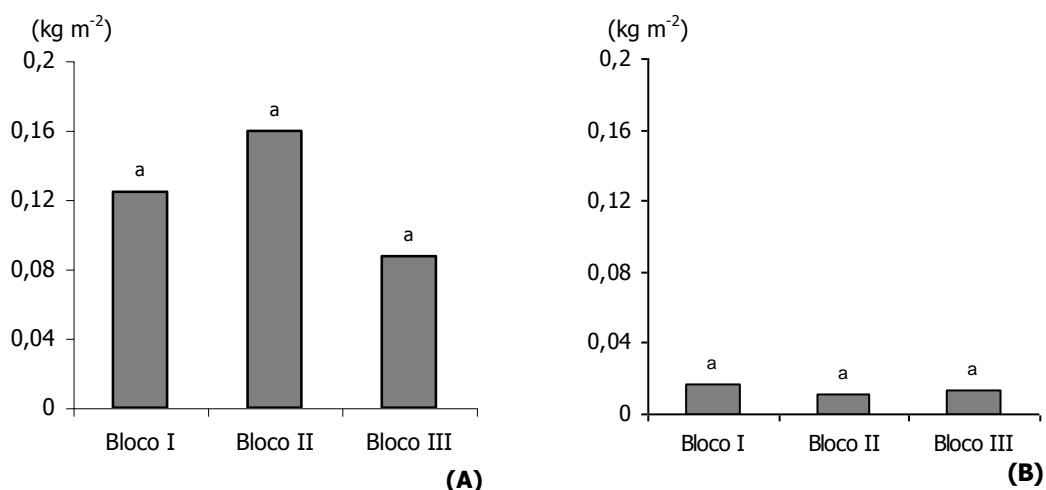 (kg m-2)
0,2
0,16
0,12
0,08
0,04
0
a
a
a
Bloco I
Bloco II
Bloco III
(A)
(kg m-2)
0,2
0,16
0,12
0,08
0,04
0
a
a
a
Bloco I
Bloco II
Bloco III
(B)